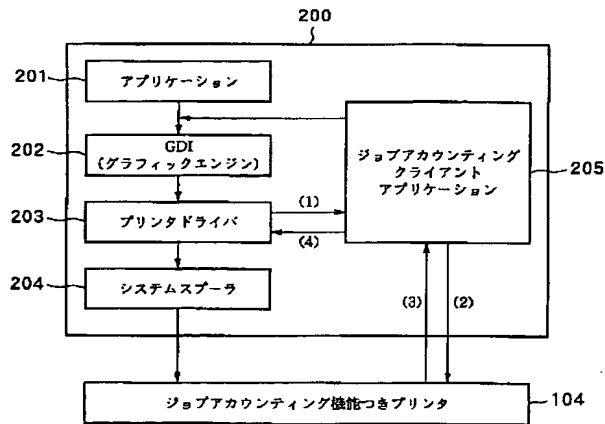 200
201
アプリケーション
202
GDI
(グラフィックエンジン)
203
プリンタドライバ
204
システムスプーラ
ジョブアカウンティング
クライアント
アプリケーション
205
(1)
(4)
(3)
(2)
ジョブアカウンティング機能つきプリンタ
104